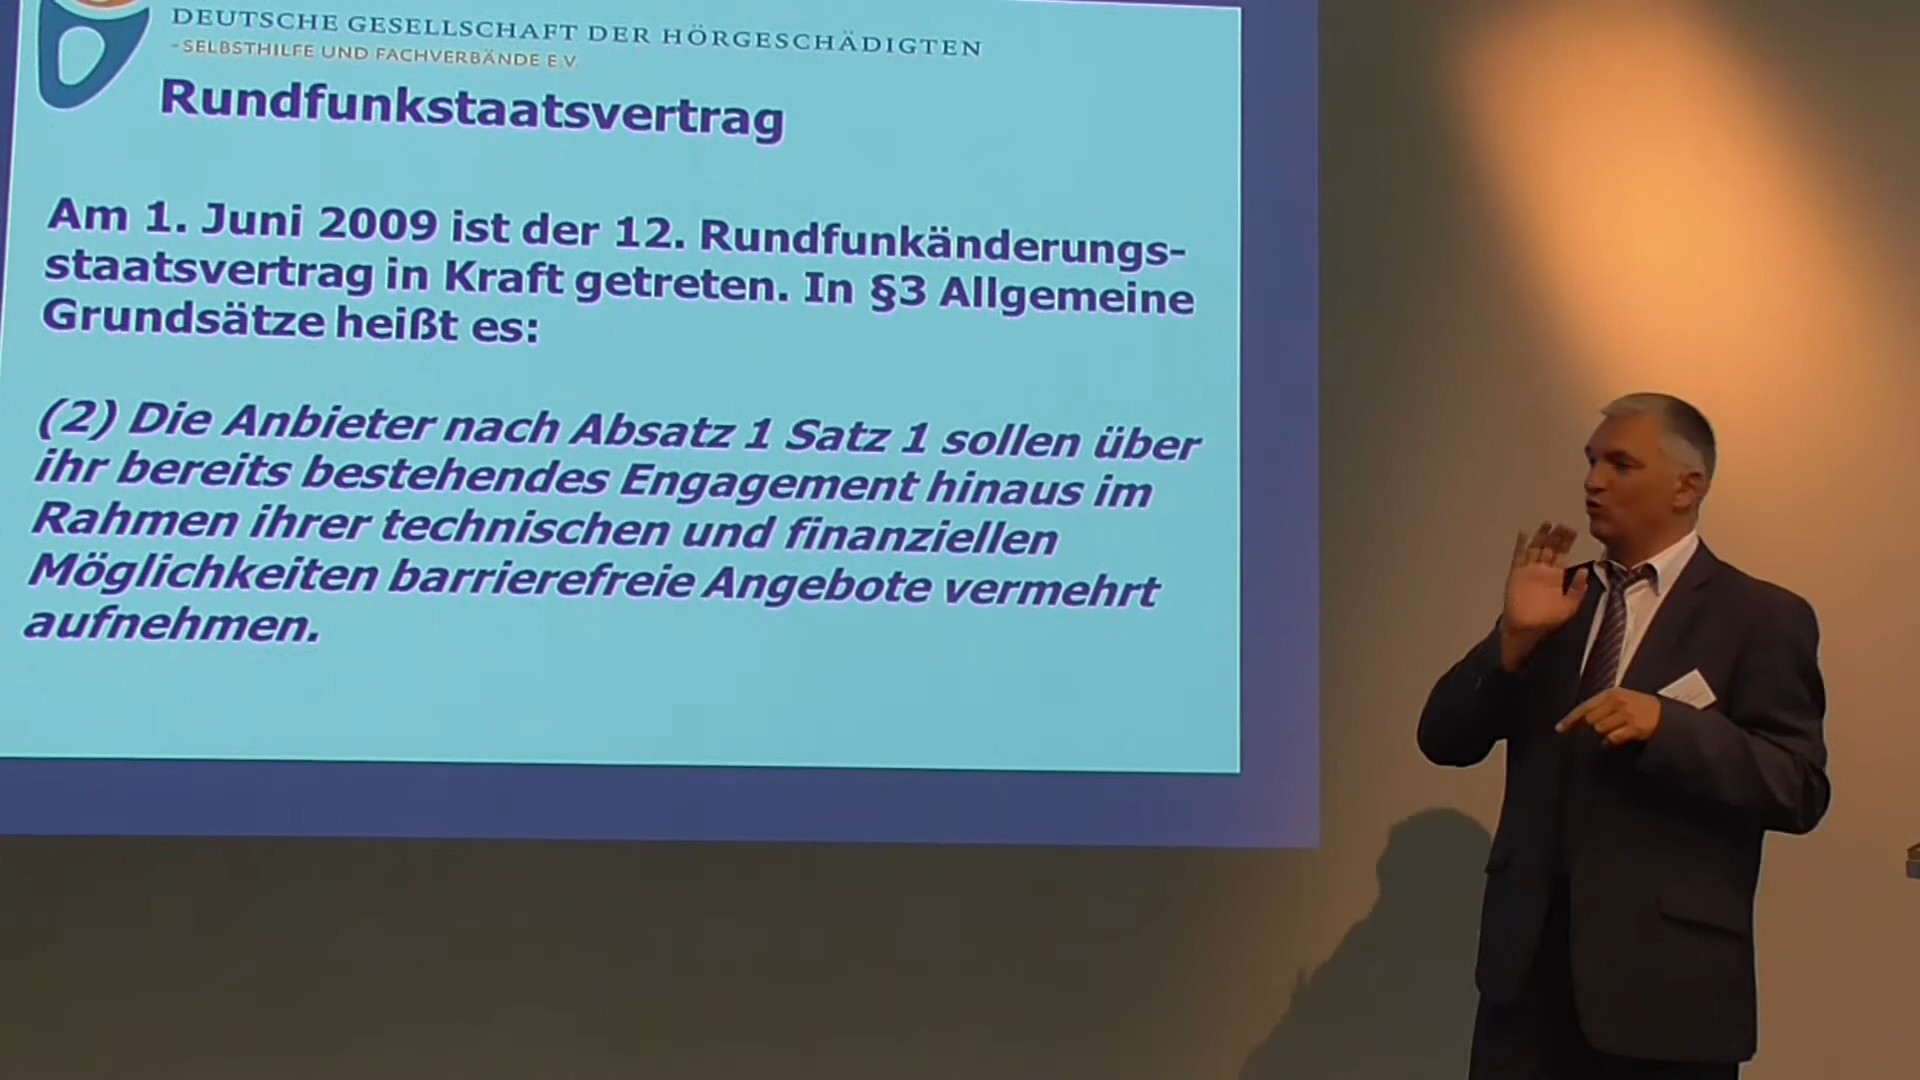 DEUTSCHE GESELLSCHAFT DER HÖRGESCHÄDIGTEN
-SELBSTHILFE UND FACHVERBÄNDE E.V
Rundfunkstaatsvertrag
Am 1. Juni 2009 ist der 12. Rundfunkänderungs-
staatsvertrag in Kraft getreten. In §3 Allgemeine
Grundsätze heißt es:
(2) Die Anbieter nach Absatz 1 Satz 1 sollen über
ihr bereits bestehendes Engagement hinaus im
Rahmen ihrer technischen und finanziellen
Möglichkeiten barrierefreie Angebote vermehrt
aufnehmen.